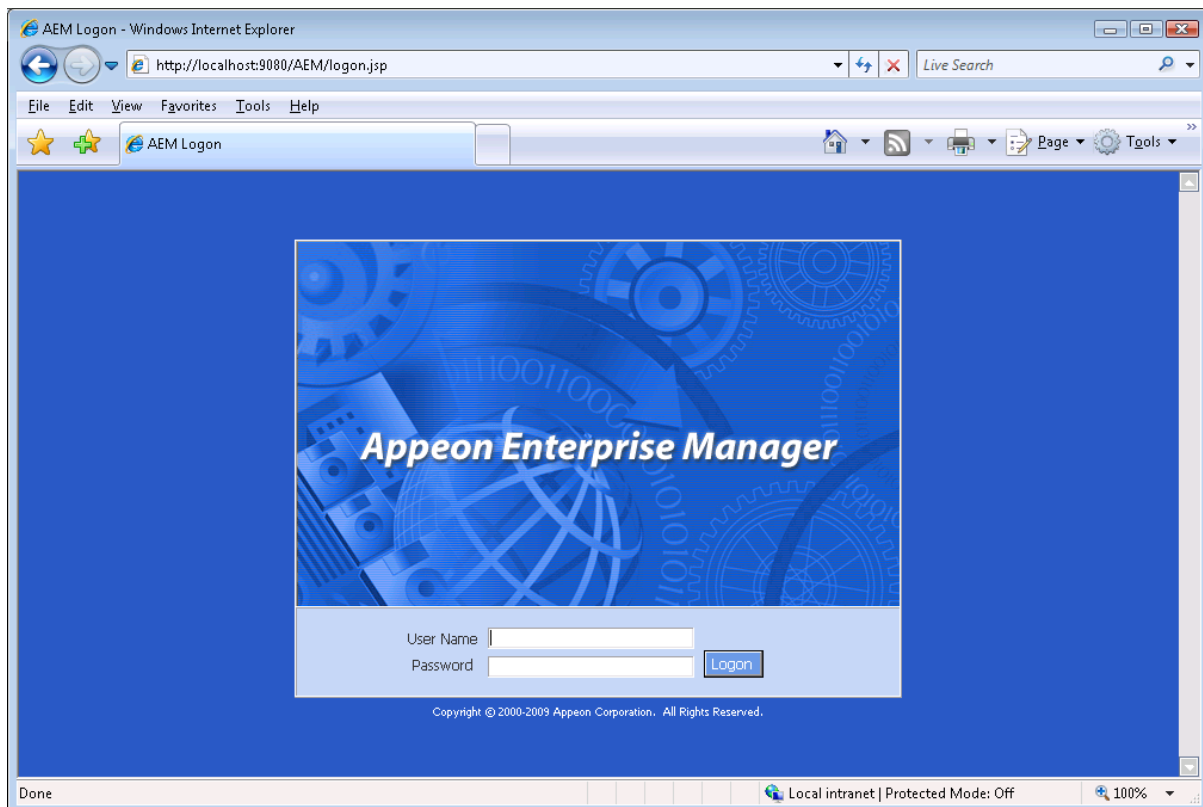 AEM Logon - Windows Internet Explorer
http://localhost:9080/AEM/logon.jsp
Live Search
File Edit View Favorites Tools Help
AEM Logon
Page Tools
Appeon Enterprise Manager
User Name
Password
Logon
Copyright © 2000-2009 Appeon Corporation. All Rights Reserved.
Done
Local intranet | Protected Mode: Off
100%